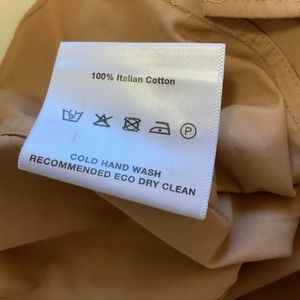 100% Italian Cotton
P
COLD HAND WASH
RECOMMENDED ECO DRY CLEAN